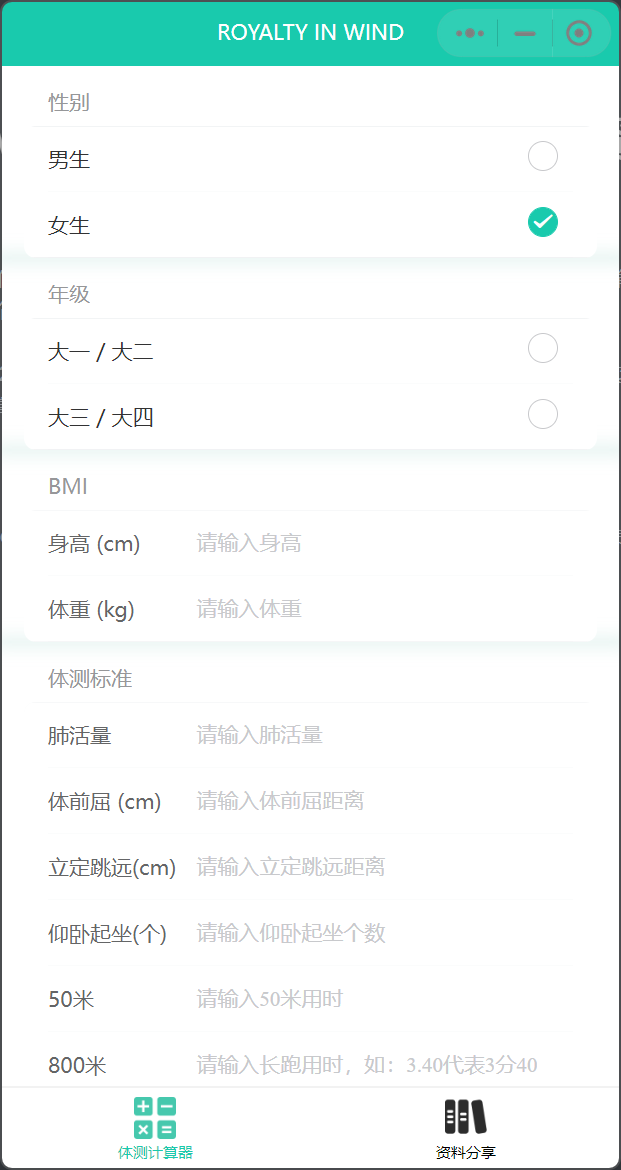 ROYALTY IN WIND
性别
男生
女生
年级
大一 / 大二
大三 / 大四
BMI
身高 (cm) 请输入身高
体重 (kg) 请输入体重
体测标准
肺活量 请输入肺活量
体前屈 (cm) 请输入体前屈距离
立定跳远(cm) 请输入立定跳远距离
仰卧起坐(个) 请输入仰卧起坐个数
50米 请输入50米用时
800米 请输入长跑用时，如：3.40代表3分40
体测计算器 资料分享